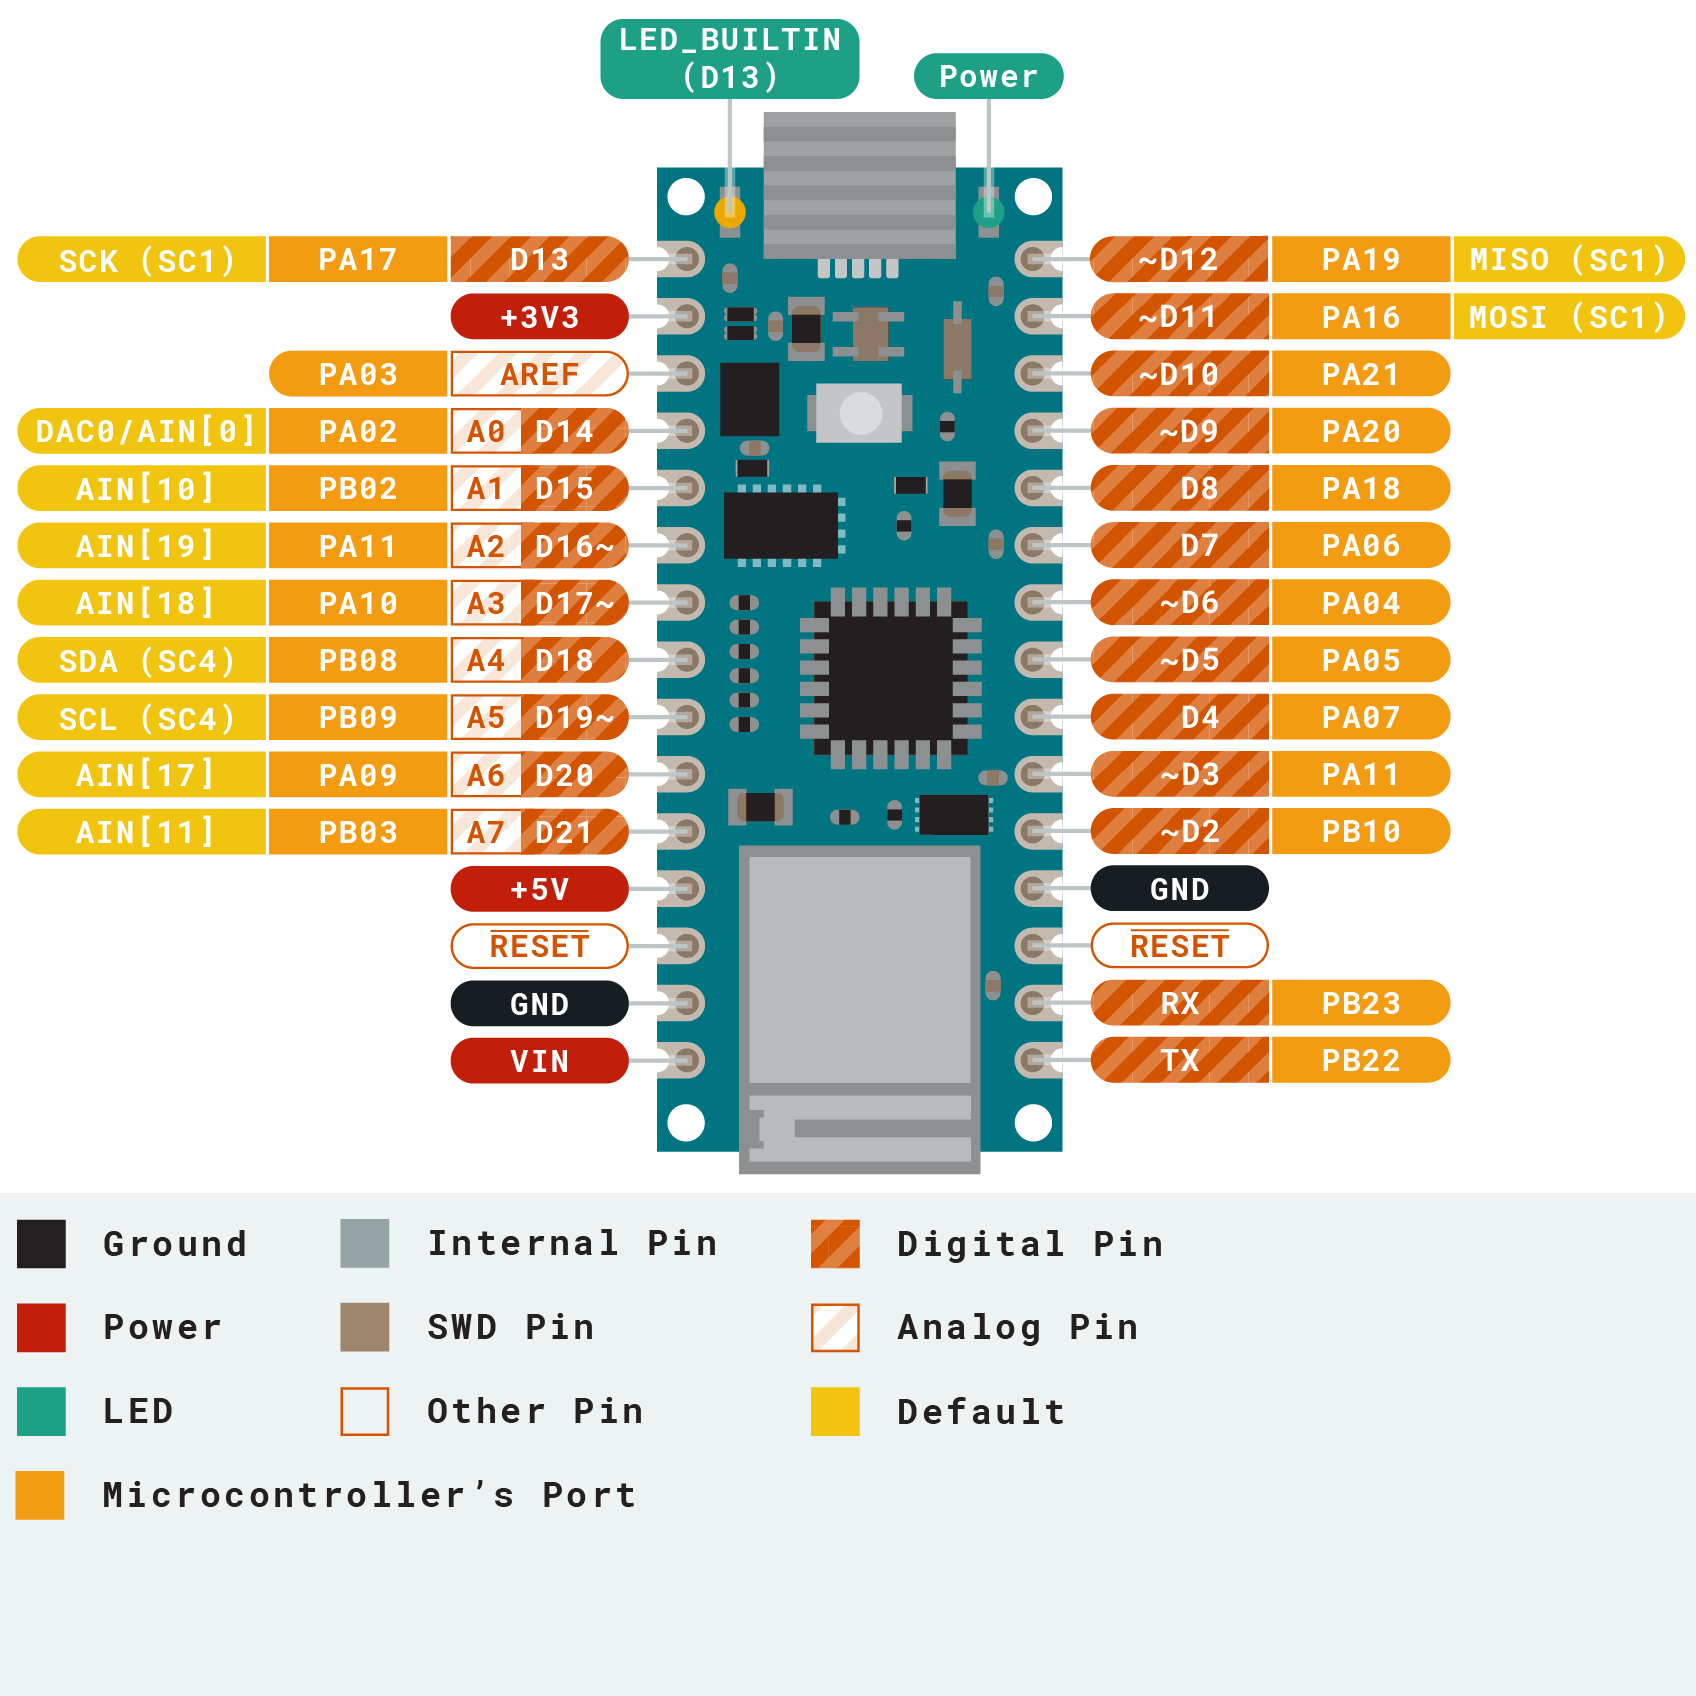 LED_BUILTIN
(D13)
Power
SCK (SC1) PA17 D13
~D12 PA19 MISO (SC1)
+3V3
~D11 PA16 MOSI (SC1)
PA03 AREF
~D10 PA21
DAC0/AIN[0] PA02 A0 D14
~D9 PA20
AIN[10] PB02 A1 D15
D8 PA18
AIN[19] PA11 A2 D16~
D7 PA06
AIN[18] PA10 A3 D17~
~D6 PA04
SDA (SC4) PB08 A4 D18
~D5 PA05
SCL (SC4) PB09 A5 D19~
D4 PA07
AIN[17] PA09 A6 D20
~D3 PA11
AIN[11] PB03 A7 D21
~D2 PB10
+5V
GND
RESET
RESET
GND
RX PB23
VIN
TX PB22
Ground
Internal Pin
Digital Pin
Power
SWD Pin
Analog Pin
LED
Other Pin
Default
Microcontroller’s Port